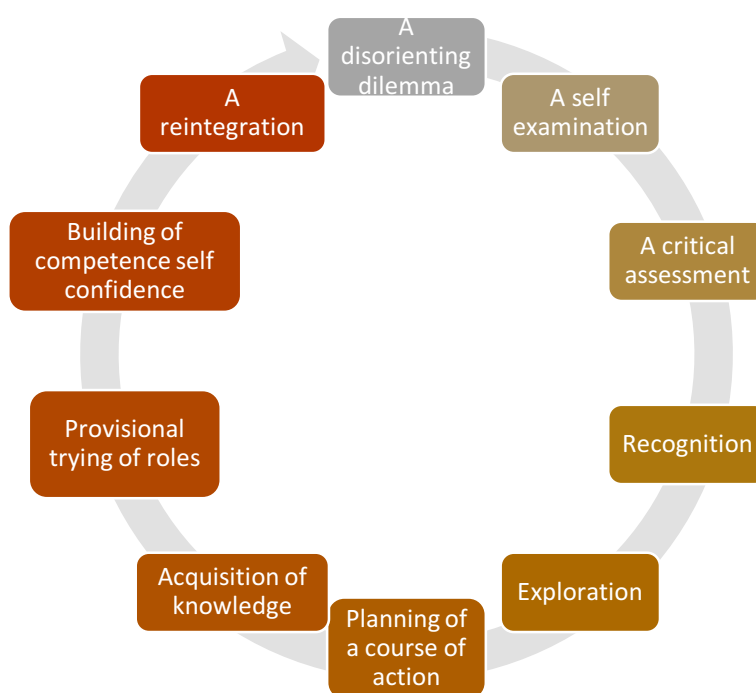 A
disorienting
dilemma
A self
examination
A critical
assessment
Recognition
Exploration
Planning of
a course of
action
Acquisition of
knowledge
Provisional
trying of roles
Building of
competence self
confidence
A
reintegration